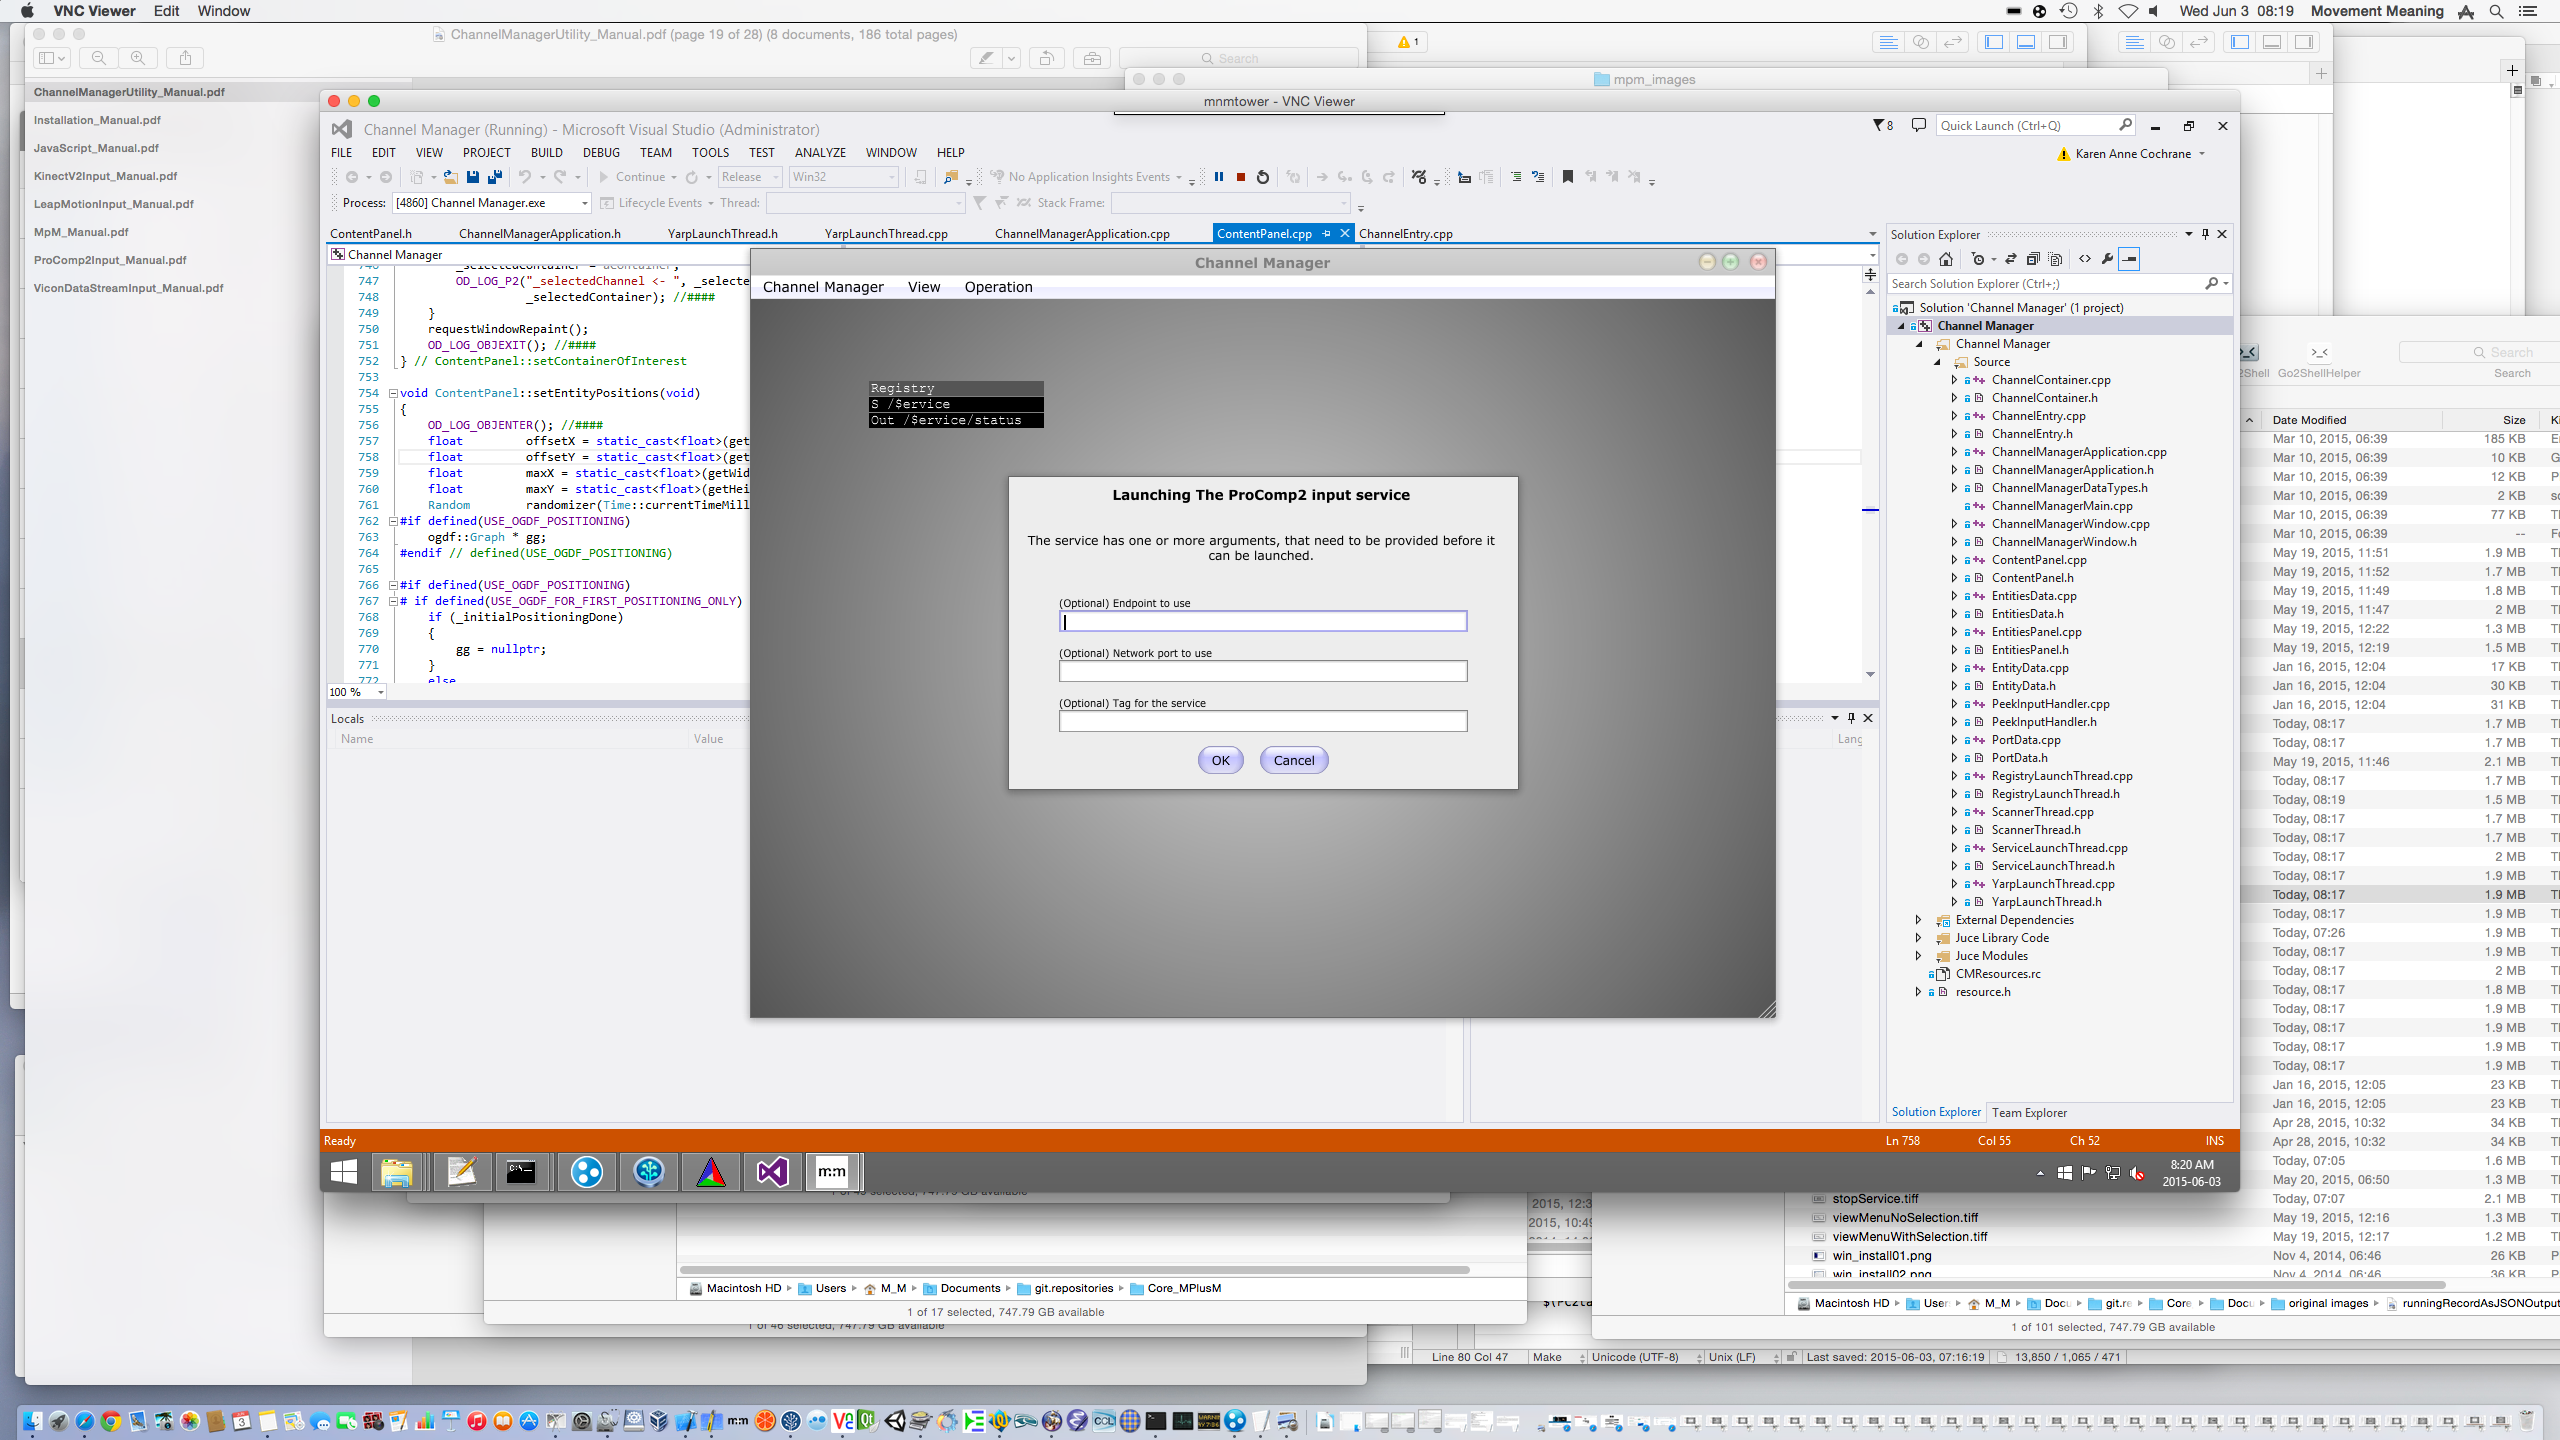 VNC Viewer Edit Window
Wed Jun 3 08:19 Movement Meaning
ChannelManagerUtility_Manual.pdf (page 19 of 28) (8 documents, 186 total pages)
Search
1
mpm_images
ChannelManagerUtility_Manual.pdf
Installation_Manual.pdf
JavaScript_Manual.pdf
KinectV2Input_Manual.pdf
LeapMotionInput_Manual.pdf
MpM_Manual.pdf
ProComp2Input_Manual.pdf
ViconDataStreamInput_Manual.pdf
mnmtower - VNC Viewer
Channel Manager (Running) - Microsoft Visual Studio (Administrator)
8
Quick Launch (Ctrl+Q)
FILE EDIT VIEW PROJECT BUILD DEBUG TEAM TOOLS TEST ANALYZE WINDOW HELP
Karen Anne Cochrane
Continue Release Win32 No Application Insights Events
Process: [4860] Channel Manager.exe Lifecycle Events Thread: Stack Frame:
ContentPanel.h ChannelManagerApplication.h YarpLaunchThread.h YarpLaunchThread.cpp ChannelManagerApplication.cpp ContentPanel.cpp ChannelEntry.cpp
Channel Manager
746 _selectedContainer = aContainer;
747 OD_LOG_P2("_selectedChannel <- ", _selecte
748 _selectedContainer); //####
749 }
750 requestWindowRepaint();
751 OD_LOG_OBJEXIT(); //####
752 } // ContentPanel::setContainerOfInterest
753
754 void ContentPanel::setEntityPositions(void)
755 {
756 OD_LOG_OBJENTER(); //####
757 float offsetX = static_cast<float>(get
758 float offsetY = static_cast<float>(get
759 float maxX = static_cast<float>(getWid
760 float maxY = static_cast<float>(getHei
761 Random randomizer(Time::currentTimeMill
762 #if defined(USE_OGDF_POSITIONING)
763 ogdf::Graph * gg;
764 #endif // defined(USE_OGDF_POSITIONING)
765
766 #if defined(USE_OGDF_POSITIONING)
767 # if defined(USE_OGDF_FOR_FIRST_POSITIONING_ONLY)
768 if (_initialPositioningDone)
769 {
770 gg = nullptr;
771 }
772 else
100 %
Locals
Name Value
Lang
Channel Manager
Channel Manager View Operation
Registry
S /$ervice
Out /$ervice/status
Launching The ProComp2 input service
The service has one or more arguments, that need to be provided before it
can be launched.
(Optional) Endpoint to use
(Optional) Network port to use
(Optional) Tag for the service
OK Cancel
Solution Explorer
Search Solution Explorer (Ctrl+;)
Solution 'Channel Manager' (1 project)
Channel Manager
Channel Manager
Source
ChannelContainer.cpp
ChannelContainer.h
ChannelEntry.cpp
ChannelEntry.h
ChannelManagerApplication.cpp
ChannelManagerApplication.h
ChannelManagerDataTypes.h
ChannelManagerMain.cpp
ChannelManagerWindow.cpp
ChannelManagerWindow.h
ContentPanel.cpp
ContentPanel.h
EntitiesData.cpp
EntitiesData.h
EntitiesPanel.cpp
EntitiesPanel.h
EntityData.cpp
EntityData.h
PeekInputHandler.cpp
PeekInputHandler.h
PortData.cpp
PortData.h
RegistryLaunchThread.cpp
RegistryLaunchThread.h
ScannerThread.cpp
ScannerThread.h
ServiceLaunchThread.cpp
ServiceLaunchThread.h
YarpLaunchThread.cpp
YarpLaunchThread.h
External Dependencies
Juce Library Code
Juce Modules
CMResources.rc
resource.h
Solution Explorer Team Explorer
Ready Ln 758 Col 55 Ch 52 INS
m:m
8:20 AM
2015-06-03
Search
2Shell Go2ShellHelper Search
Date Modified Size
Mar 10, 2015, 06:39 185 KB
Mar 10, 2015, 06:39 10 KB
Mar 10, 2015, 06:39 12 KB
Mar 10, 2015, 06:39 2 KB
Mar 10, 2015, 06:39 77 KB
Mar 10, 2015, 06:39 --
May 19, 2015, 11:51 1.9 MB
May 19, 2015, 11:52 1.7 MB
May 19, 2015, 11:49 1.8 MB
May 19, 2015, 11:47 2 MB
May 19, 2015, 12:22 1.3 MB
May 19, 2015, 12:19 1.5 MB
Jan 16, 2015, 12:04 17 KB
Jan 16, 2015, 12:04 30 KB
Jan 16, 2015, 12:04 31 KB
Today, 08:17 1.7 MB
Today, 08:17 1.7 MB
May 19, 2015, 11:46 2.1 MB
Today, 08:17 1.7 MB
Today, 08:19 1.5 MB
Today, 08:17 1.7 MB
Today, 08:17 1.7 MB
Today, 08:17 2 MB
Today, 08:17 1.9 MB
Today, 08:17 1.9 MB
Today, 08:17 1.9 MB
Today, 07:26 1.9 MB
Today, 08:17 1.9 MB
Today, 08:17 2 MB
Today, 08:17 1.8 MB
Today, 08:17 1.9 MB
Today, 08:17 1.9 MB
Today, 08:17 1.9 MB
Today, 08:17 1.9 MB
Jan 16, 2015, 12:05 23 KB
Jan 16, 2015, 12:05 23 KB
Apr 28, 2015, 10:32 34 KB
Apr 28, 2015, 10:32 34 KB
Today, 07:05 1.6 MB
May 20, 2015, 06:50 1.3 MB
stopService.tiff Today, 07:07 2.1 MB
viewMenuNoSelection.tiff May 19, 2015, 12:16 1.3 MB
viewMenuWithSelection.tiff May 19, 2015, 12:17 1.2 MB
win_install01.png Nov 4, 2014, 06:46 26 KB
win_install02.png Nov 4, 2014, 06:46 36 KB
Macintosh HD Users M_M Documents git.repositories Core_MPlusM
1 of 17 selected, 747.79 GB available
1 of 46 selected, 747.79 GB available
Macintosh HD User M_M Docu git.re Core Docu original images runningRecordAsJSONOutput
1 of 101 selected, 747.79 GB available
Line 80 Col 47 Make Unicode (UTF-8) Unix (LF) Last saved: 2015-06-03, 07:16:19 13,850 / 1,065 / 471